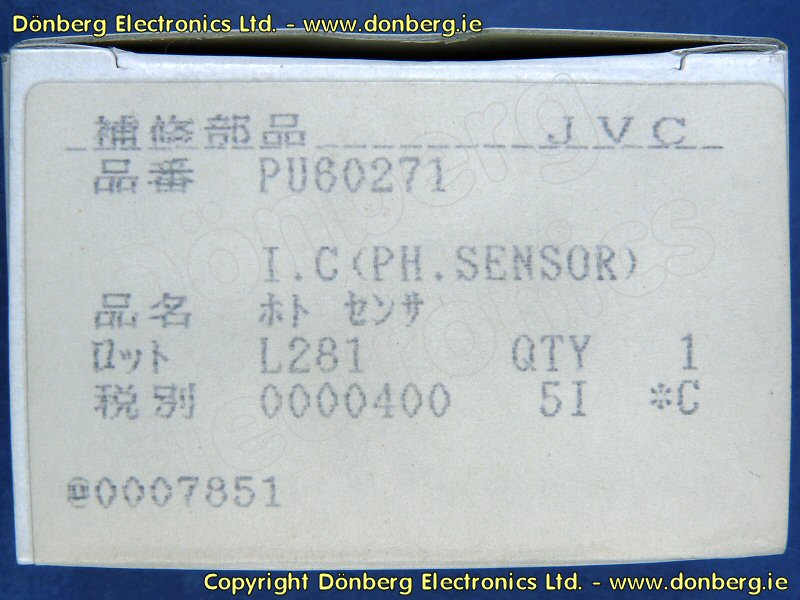 Dönberg Electronics Ltd. - www.donberg.ie
補修部品 JVC
品番 PU60271
I.C(PH.SENSOR)
品名 ﾎﾄ ｾﾝｻ
ﾛｯﾄ L281 QTY 1
税別 0000400 5I *C
@0007851
Dönberg
electronics
Copyright Dönberg Electronics Ltd. - www.donberg.ie